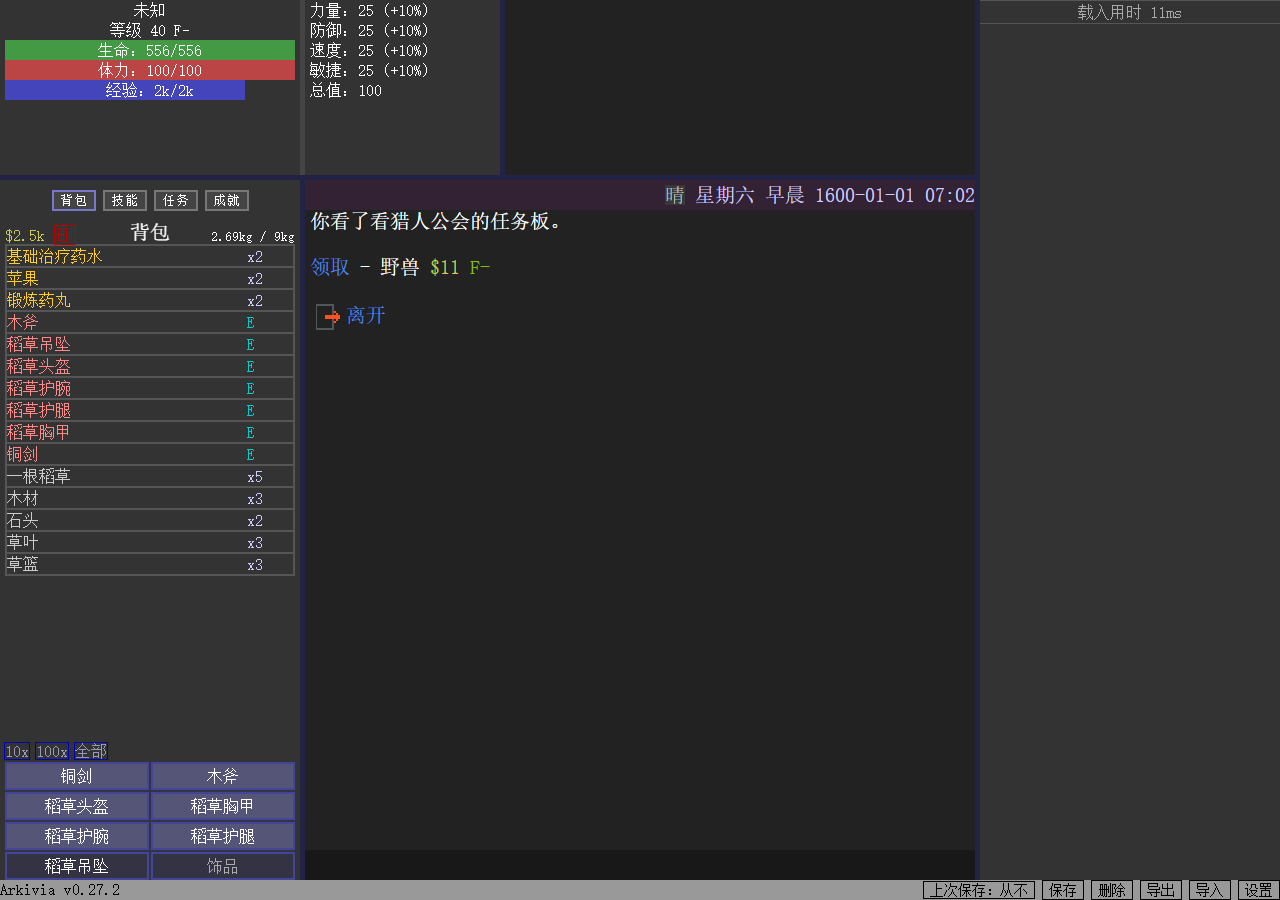 未知
等级 40 F-
生命: 556/556
体力: 100/100
经验: 2k/2k
力量: 25 (+10%)
防御: 25 (+10%)
速度: 25 (+10%)
敏捷: 25 (+10%)
总值: 100
载入用时 11ms
背包 技能 任务 成就
$2.5k 背包 2.69kg / 9kg
基础治疗药水 x2
苹果 x2
锻炼药丸 x2
木斧 E
稻草吊坠 E
稻草头盔 E
稻草护腕 E
稻草护腿 E
稻草胸甲 E
铜剑 E
一根稻草 x5
木材 x3
石头 x2
草叶 x3
草篮 x3
10x 100x 全部
铜剑 木斧
稻草头盔 稻草胸甲
稻草护腕 稻草护腿
稻草吊坠 饰品
晴 星期六 早晨 1600-01-01 07:02
你看了看猎人公会的任务板。
领取 - 野兽 $11 F-
离开
Arkivia v0.27.2
上次保存: 从不 保存 删除 导出 导入 设置